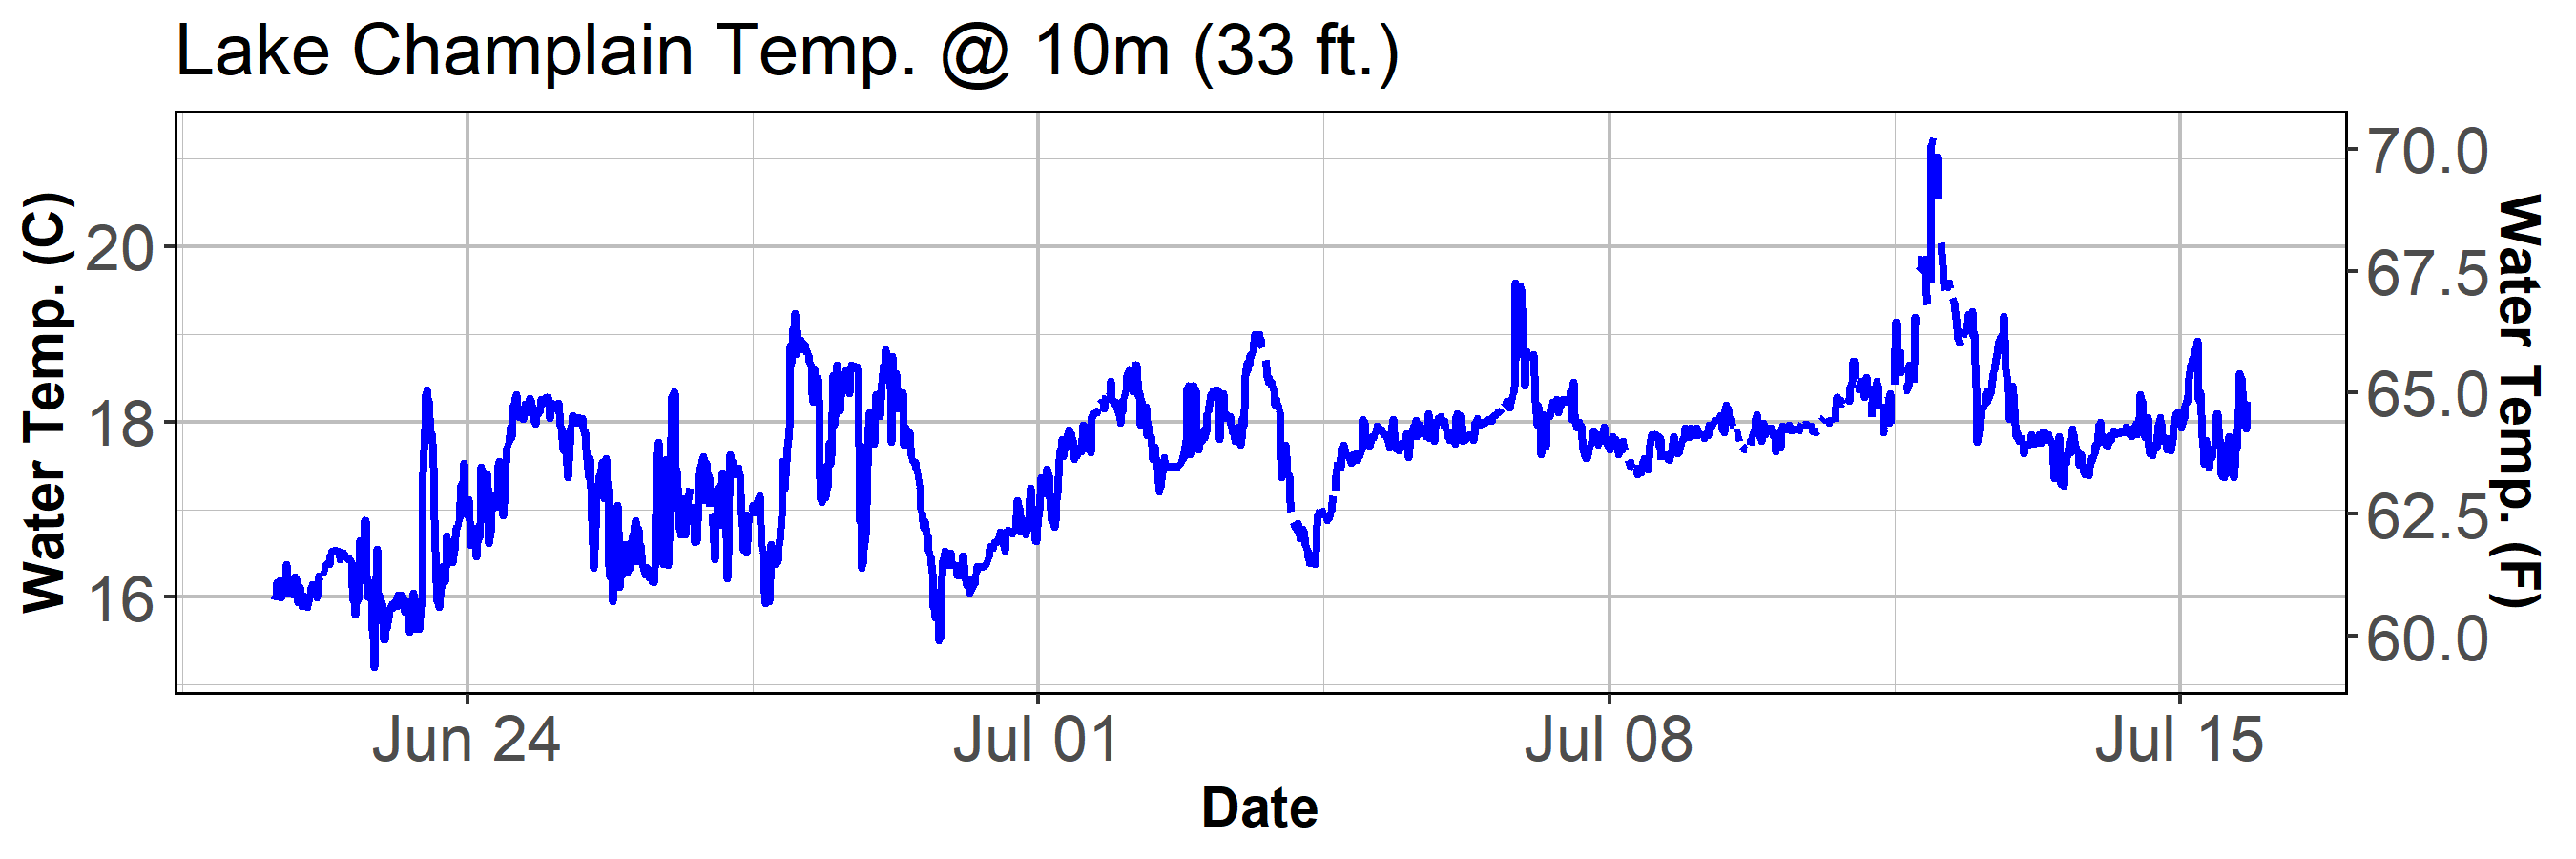 Lake Champlain Temp. @ 10m (33 ft.)
Water Temp. (C)
20
18
16
70.0
67.5
65.0
62.5
60.0
Water Temp. (F)
Jun 24 Jul 01 Jul 08 Jul 15
Date